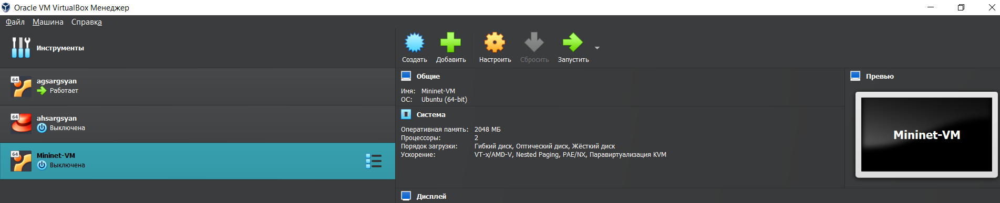 Oracle VM VirtualBox Менеджер
Файл Машина Справка
Инструменты
Создать Добавить Настроить Сбросить Запустить
64
agsargsyan
Работает
64
ahsargsyan
Выключена
64
Mininet-VM
Выключена
Общие
Имя: Mininet-VM
ОС: Ubuntu (64-bit)
Система
Оперативная память: 2048 МБ
Процессоры: 2
Порядок загрузки: Гибкий диск, Оптический диск, Жёсткий диск
Ускорение: VT-x/AMD-V, Nested Paging, PAE/NX, Паравиртуализация KVM
Дисплей
Превью
Mininet-VM